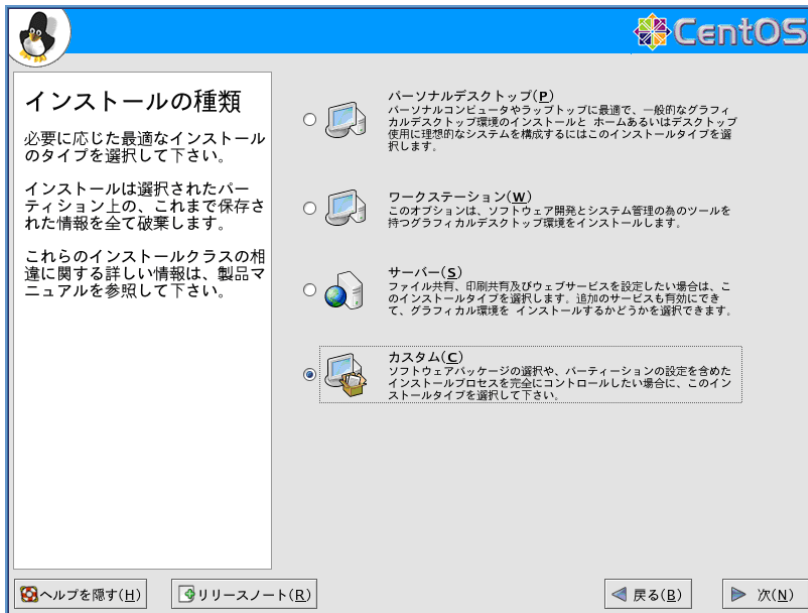 CentOS
インストールの種類
必要に応じた最適なインストール
のタイプを選択して下さい。
インストールは選択されたパー
ティション上の、これまで保存さ
れた情報を全て破棄します。
これらのインストールクラスの相
違に関する詳しい情報は、製品マ
ニュアルを参照して下さい。
パーソナルデスクトップ(P)
パーソナルコンピュータやラップトップに最適で、一般的なグラフィ
カルデスクトップ環境のインストールと ホームあるいはデスクトップ
使用に理想的なシステムを構成するにはこのインストールタイプを選
択します。
ワークステーション(W)
このオプションは、ソフトウェア開発とシステム管理の為のツールを
持つグラフィカルデスクトップ環境をインストールします。
サーバー(S)
ファイル共有、印刷共有及びウェブサービスを設定したい場合は、こ
のインストールタイプを選択します。追加のサービスも有効にでき
て、グラフィカル環境を インストールするかどうかを選択できます。
カスタム(C)
ソフトウェアパッケージの選択や、パーティーションの設定を含めた
インストールプロセスを完全にコントロールしたい場合に、このイン
ストールタイプを選択して下さい。
ヘルプを隠す(H)
リリースノート(R)
戻る(B)
次(N)